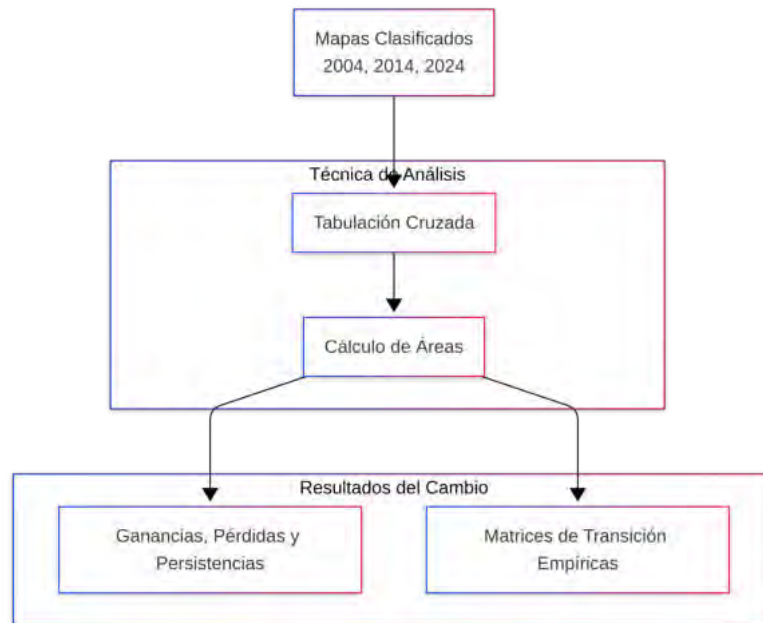 Mapas Clasificados
2004, 2014, 2024
Técnica de Análisis
Tabulación Cruzada
Cálculo de Áreas
Resultados del Cambio
Ganancias, Pérdidas y
Persistencias
Matrices de Transición
Empíricas